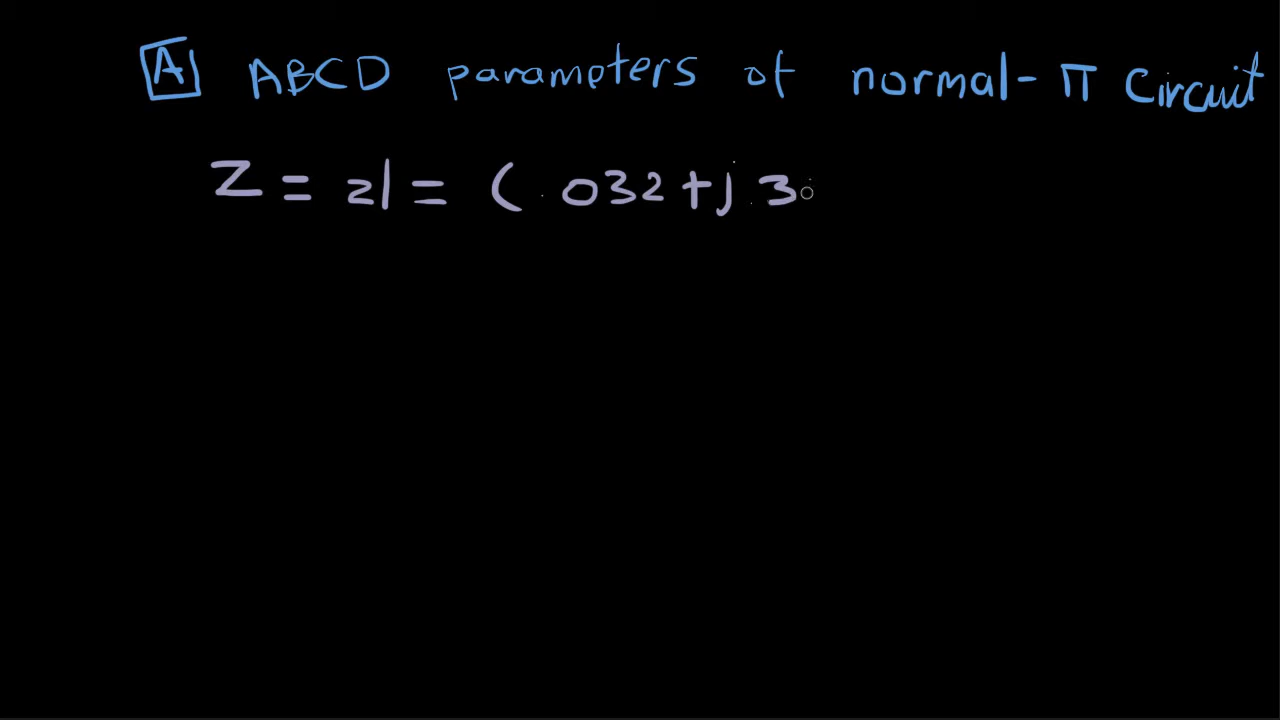 A ABCD parameters of normal-π Circuit
Z = zl = ( .032 + j .3